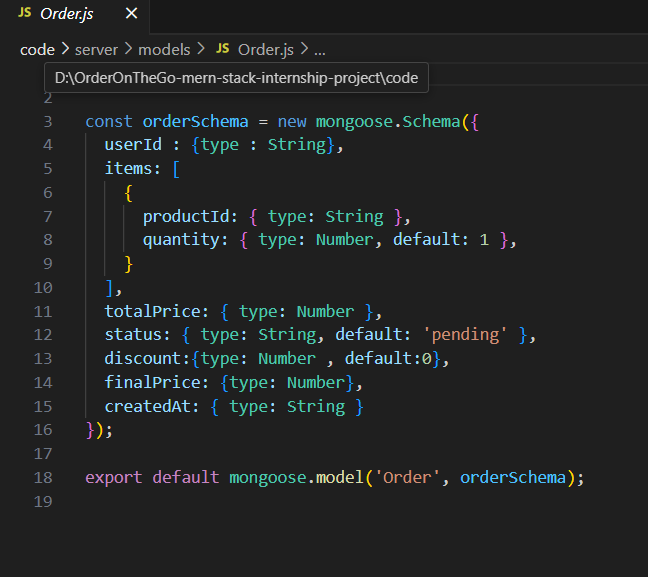 JS Order.js ×
code > server > models > JS Order.js > ...
D:\OrderOnTheGo-mern-stack-internship-project\code
2
3 const orderSchema = new mongoose.Schema({
4 userId : {type : String},
5 items: [
6 {
7 productId: { type: String },
8 quantity: { type: Number, default: 1 },
9 }
10 ],
11 totalPrice: { type: Number },
12 status: { type: String, default: 'pending' },
13 discount:{type: Number , default:0},
14 finalPrice: {type: Number},
15 createdAt: { type: String }
16 });
17
18 export default mongoose.model('Order', orderSchema);
19